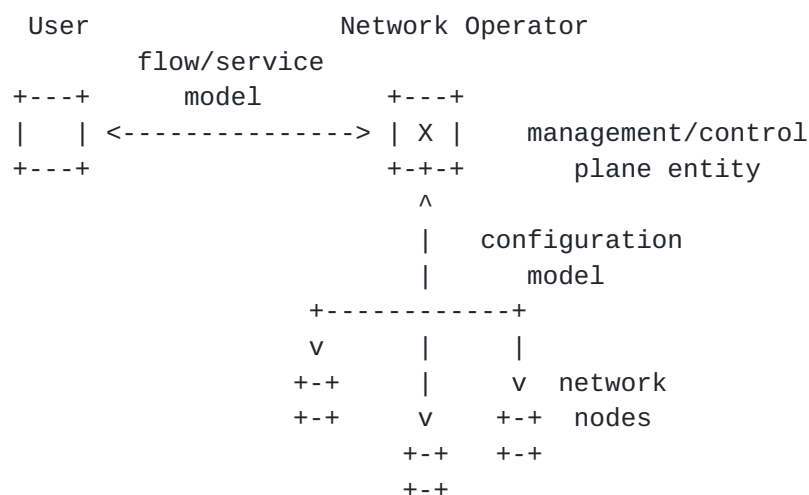 User                Network Operator
        flow/service
+---+      model        +---+
|   | <---------------> | X |    management/control
+---+                   +-+-+       plane entity
                          ^
                          |   configuration
                          |      model
                   +------------+
                   v      |     |
                  +-+     |     v  network
                  +-+     v    +-+  nodes
                         +-+   +-+
                         +-+